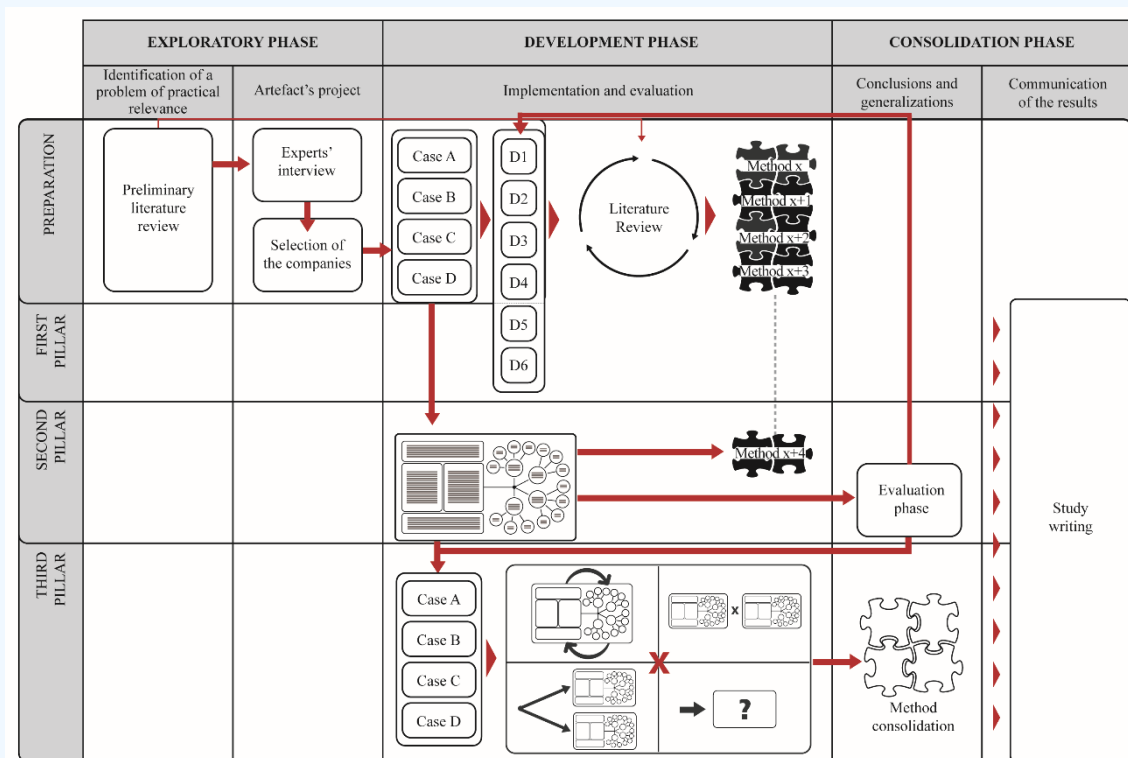 EXPLORATORY PHASE
DEVELOPMENT PHASE
CONSOLIDATION PHASE
Identification of a
problem of practical
relevance
Artefact's project
Implementation and evaluation
Conclusions and
generalizations
Communication
of the results
PREPARATION
Preliminary
literature
review
Experts'
interview
Selection of
the companies
Case A
Case B
Case C
Case D
D1
D2
D3
D4
D5
D6
Literature
Review
Method x
Method x+1
Method x+2
Method x+3
FIRST
PILLAR
SECOND
PILLAR
Method x+4
Evaluation
phase
Study
writing
THIRD
PILLAR
Case A
Case B
Case C
Case D
x
X
?
Method
consolidation